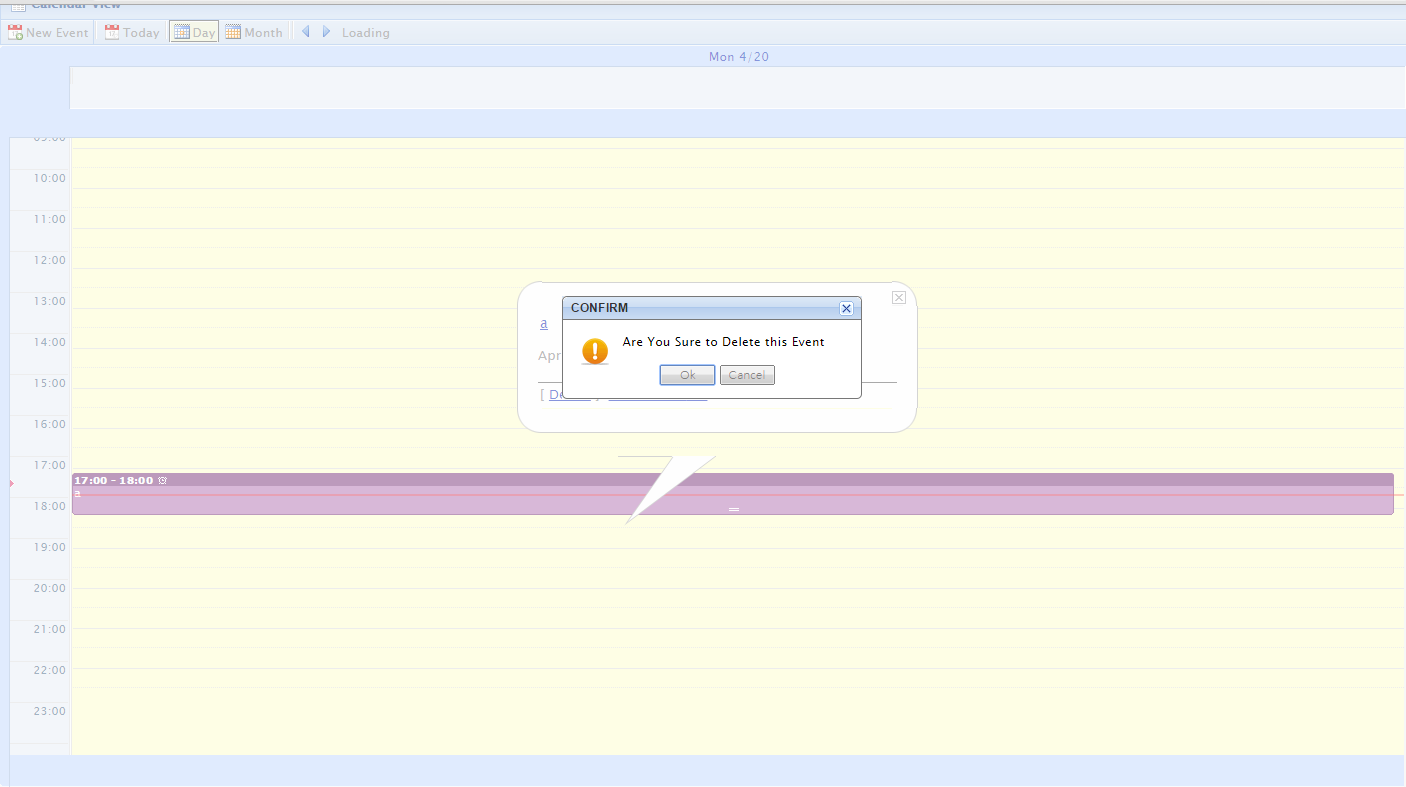 Calendar View
New Event Today Day Month Loading
Mon 4/20
09:00
10:00
11:00
12:00
13:00
14:00
15:00
16:00
17:00
18:00
19:00
20:00
21:00
22:00
23:00
a
Apr
[ De
CONFIRM
Are You Sure to Delete this Event
Ok Cancel
17:00 - 18:00
a